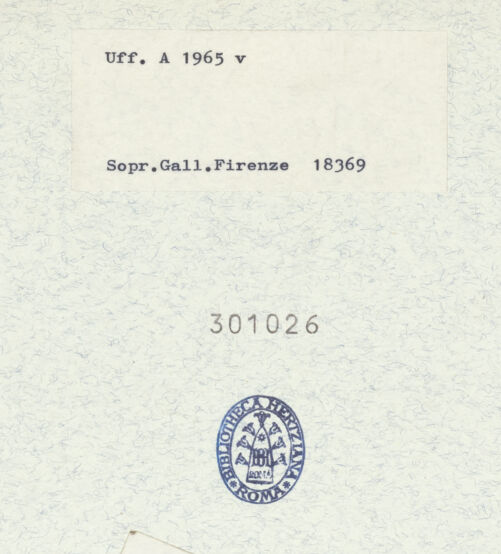 Uff. A 1965 v
Sopr.Gall.Firenze 18369
301026
BIBLIOTHECA HERTZIANA
ROMA